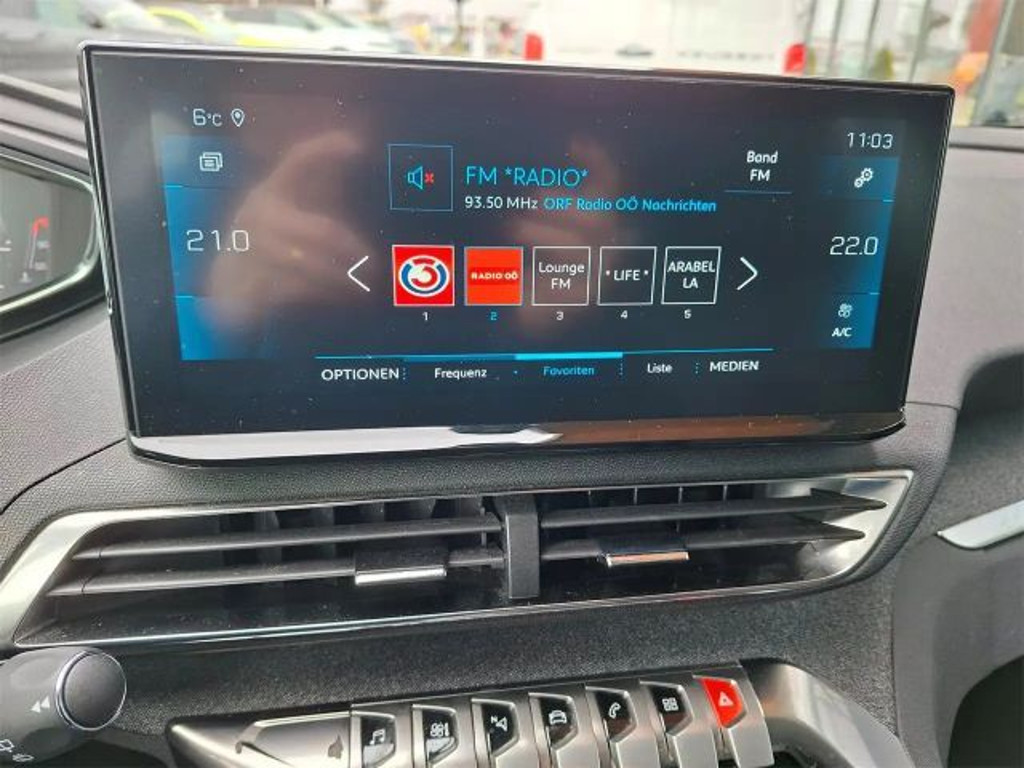 6°C
11:03
FM *RADIO*
Band
FM
93.50 MHz ORF Radio OÖ Nachrichten
21.0
22.0
3
RADIO OÖ
Lounge
FM
• LIFE •
ARABEL
LA
1
2
3
4
5
A/C
OPTIONEN
Frequenz
Favoriten
Liste
MEDIEN
N